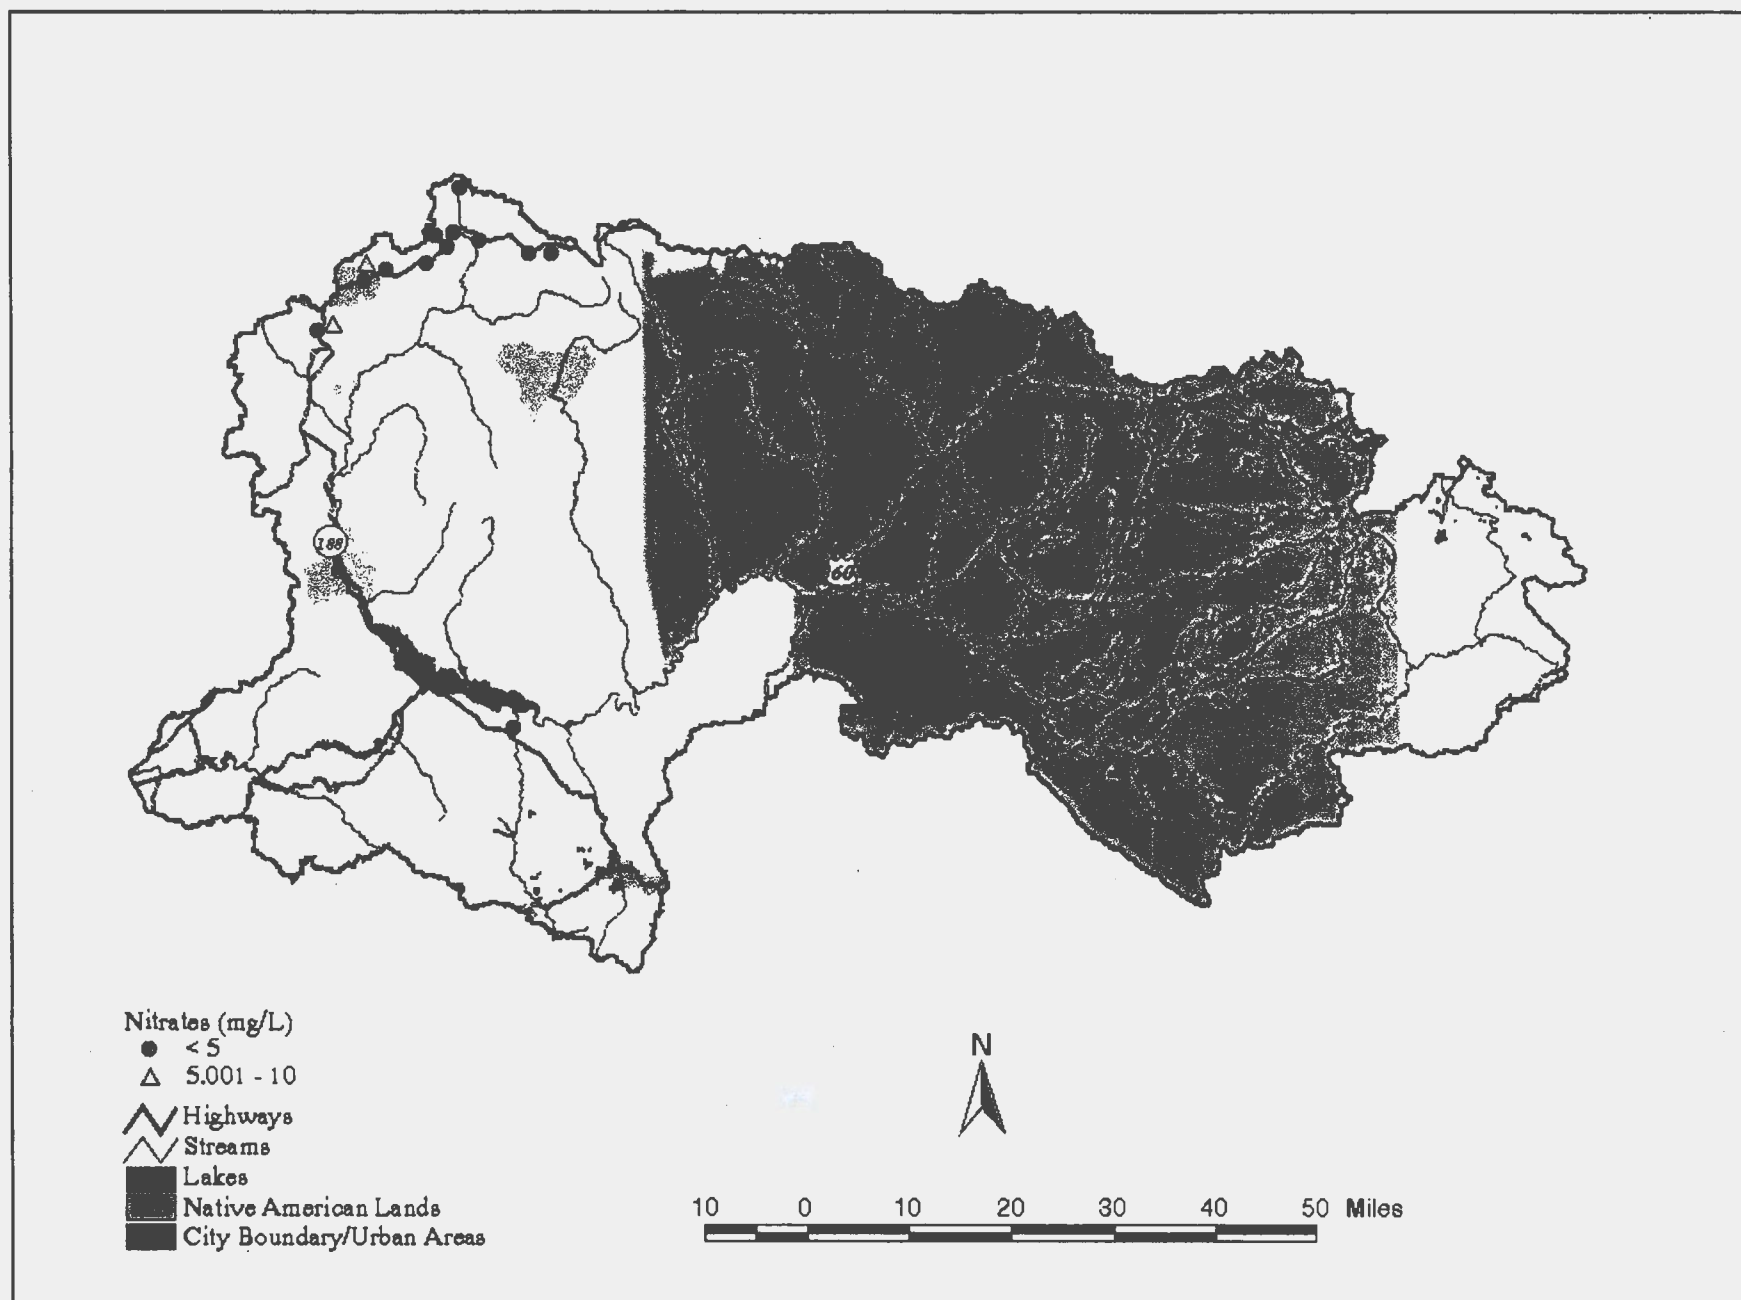 188
60
Nitrates (mg/L)
< 5
5.001 - 10
Highways
Streams
Lakes
Native American Lands
City Boundary/Urban Areas
N
10 0 10 20 30 40 50 Miles